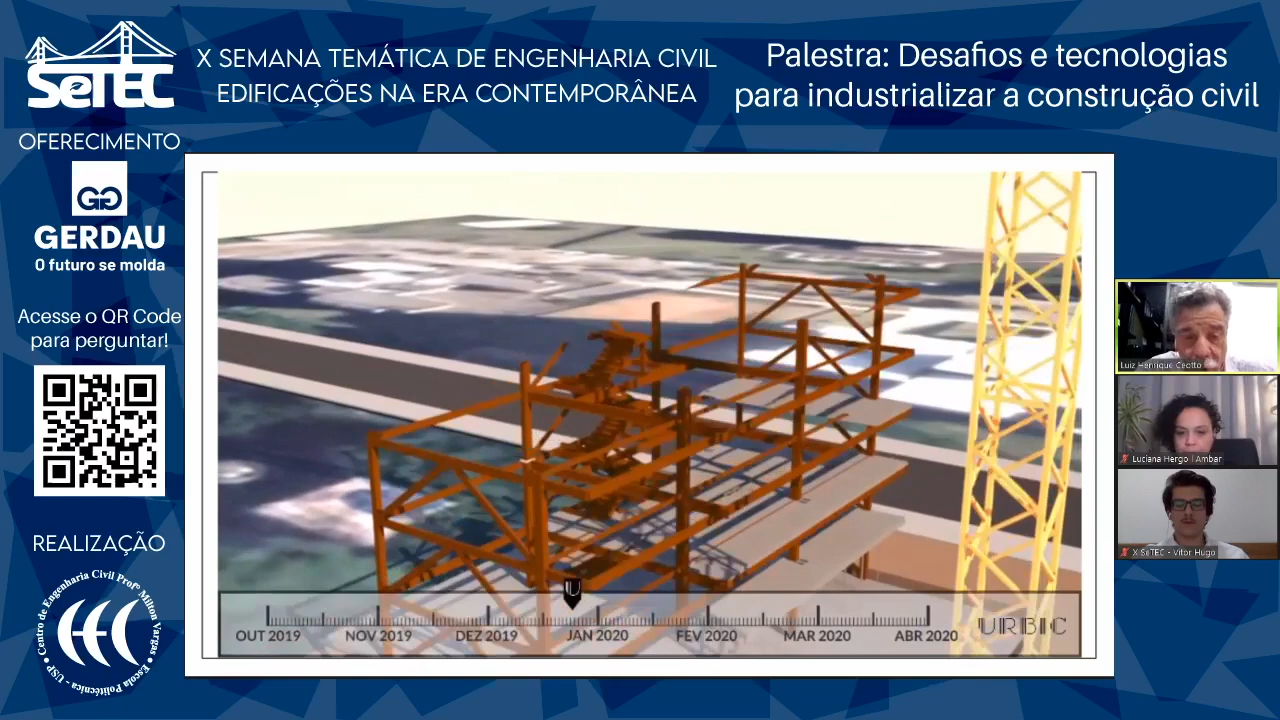 SeTEC
X SEMANA TEMÁTICA DE ENGENHARIA CIVIL
EDIFICAÇÕES NA ERA CONTEMPORÂNEA
Palestra: Desafios e tecnologias
para industrializar a construção civil
OFERECIMENTO
GERDAU
O futuro se molda
Acesse o QR Code
para perguntar!
REALIZAÇÃO
Centro de Engenharia Civil Profº Milton Vargas • Escola Politécnica - USP •
CEC
OUT 2019
NOV 2019
DEZ 2019
JAN 2020
FEV 2020
MAR 2020
ABR 2020
URBIC
Luiz Henrique Ceotto
Luciana Hergo | Ambar
X SeTEC - Vitor Hugo